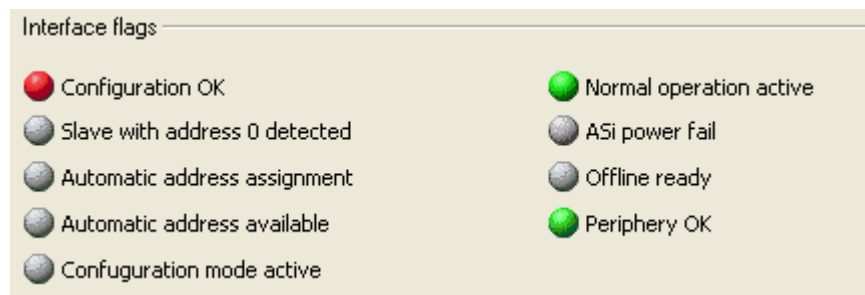 Interface flags
Configuration OK
Slave with address 0 detected
Automatic address assignment
Automatic address available
Confuguration mode active
Normal operation active
ASi power fail
Offline ready
Periphery OK